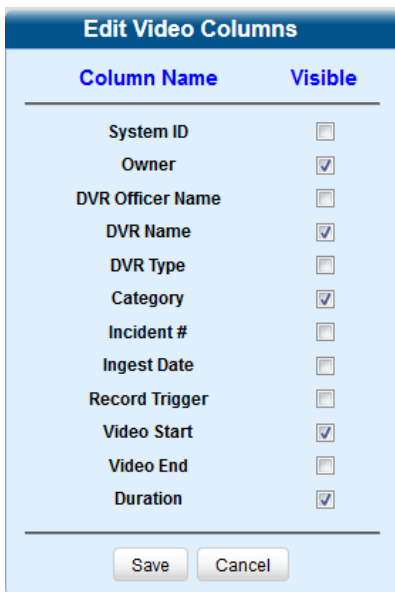 Edit Video Columns
Column Name Visible
System ID
Owner
DVR Officer Name
DVR Name
DVR Type
Category
Incident #
Ingest Date
Record Trigger
Video Start
Video End
Duration
Save Cancel